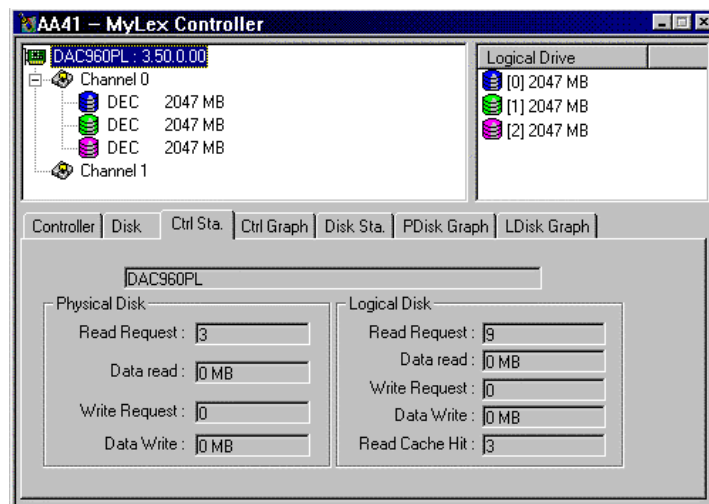 AA41 – MyLex Controller
DAC960PL : 3.50.0.00
Channel 0
DEC 2047 MB
DEC 2047 MB
DEC 2047 MB
Channel 1
Logical Drive
[0] 2047 MB
[1] 2047 MB
[2] 2047 MB
Controller Disk Ctrl Sta. Ctrl Graph Disk Sta. PDisk Graph LDisk Graph
DAC960PL
Physical Disk
Read Request : 3
Data read : 0 MB
Write Request : 0
Data Write : 0 MB
Logical Disk
Read Request : 9
Data read : 0 MB
Write Request : 0
Data Write : 0 MB
Read Cache Hit : 3